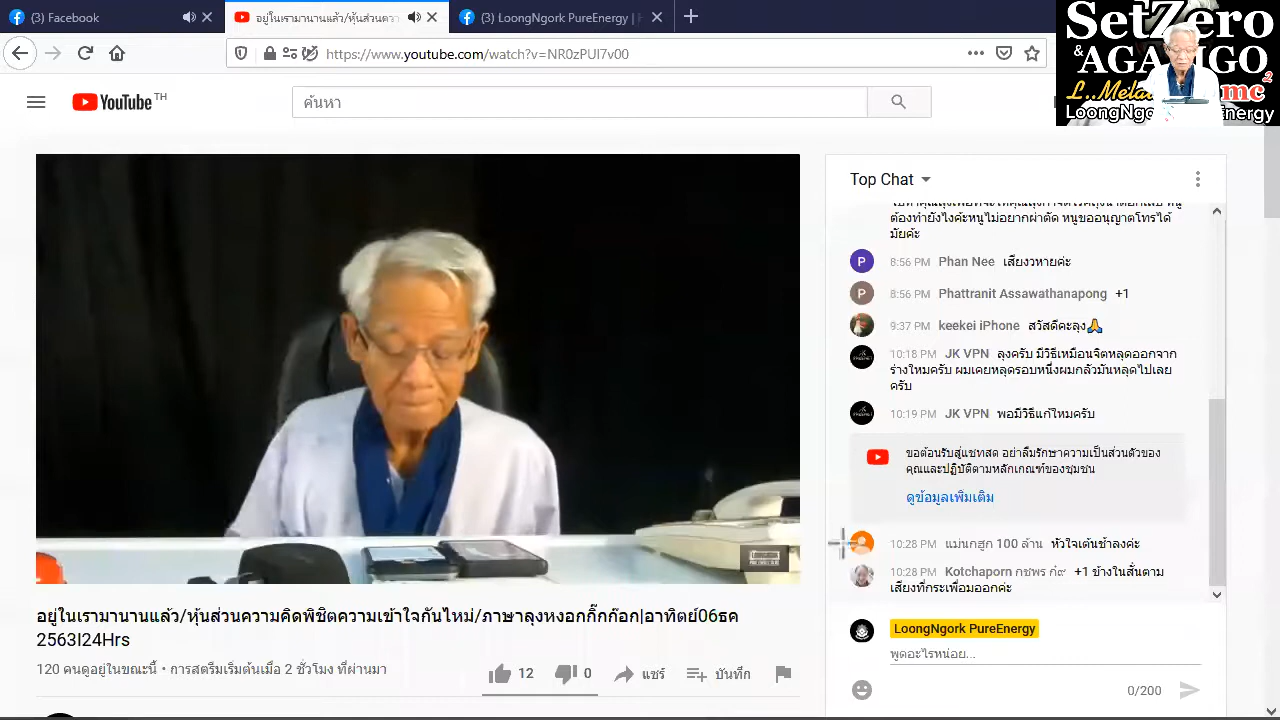 (3) Facebook
อยู่ในเรามานานแล้ว/หุ้นส่วนคว
(3) LoongNgork PureEnergy |
https://www.youtube.com/watch?v=NR0zPUI7v00
SetZero
& AGAMIGO
L..Mela
mc2
LoongNgo
Energy
YouTube TH
ค้นหา
Top Chat
ต้องทำยังไงค้ะหนูไม่อยากผ่าตัด หนูขออนุญาตโทรได้
มัยค้ะ
P 8:56 PM Phan Nee เสียงวหายค่ะ
P 8:56 PM Phattranit Assawathanapong +1
9:37 PM keekei iPhone สวัสดีคะลุง🙏
10:18 PM JK VPN ลุงครับ มีวิธีเหมือนจิตหลุดออกจาก
ร่างใหมครับ ผมเคยหลุดรอบหนึ่งผมกลัวมันหลุดไปเลย
ครับ
10:19 PM JK VPN พอมีวิธีแก้ใหมครับ
ขอต้อนรับสู่แชทสด อย่าลืมรักษาความเป็นส่วนตัวของ
คุณและปฏิบัติตามหลักเกณฑ์ของชุมชน
ดูข้อมูลเพิ่มเติม
10:28 PM แม่นกฮูก 100 ล้าน หัวใจเต้นช้าลงค่ะ
10:28 PM Kotchaporn กชพร ก๋๙ +1 ข้างในสั่นตาม
เสียงที่กระเพื่อมออกค่ะ
LoongNgork PureEnergy
พูดอะไรหน่อย...
0/200
อยู่ในเรามานานแล้ว/หุ้นส่วนความคิดพิชิตความเข้าใจกันไหม่/ภาษาลุงหงอกกิ๊กก๊อก|อาทิตย์06ธค
2563I24Hrs
120 คนดูอยู่ในขณะนี้ • การสตรีมเริ่มต้นเมื่อ 2 ชั่วโมง ที่ผ่านมา
12 0 แชร์ บันทึก